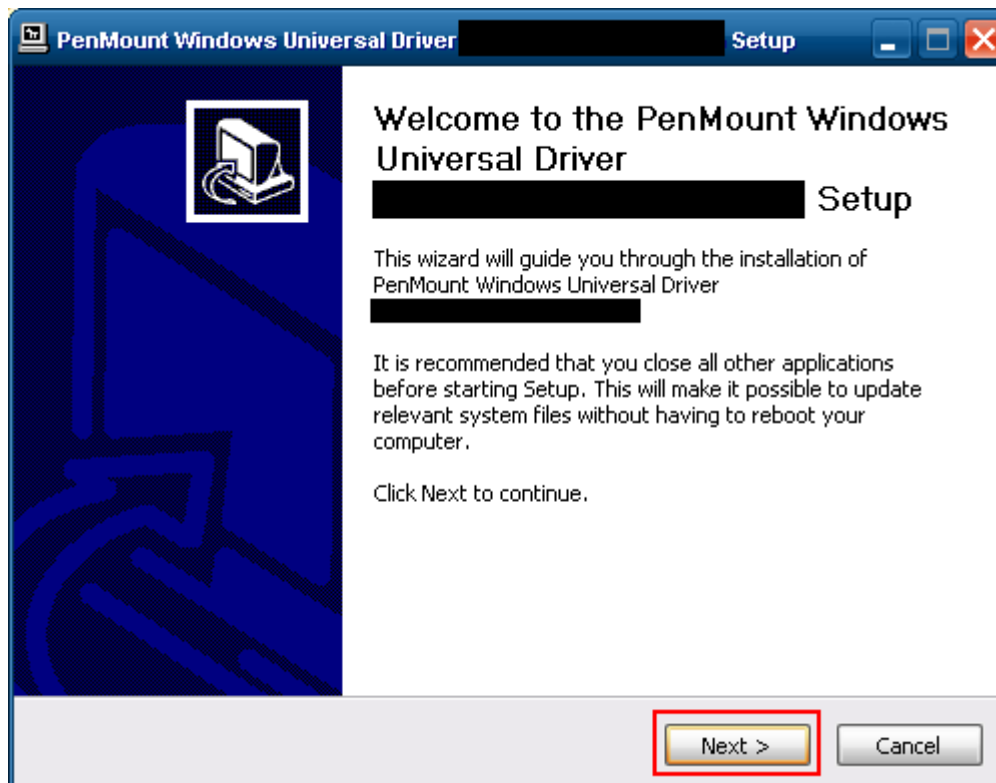 PenMount Windows Universal Driver Setup
Welcome to the PenMount Windows
Universal Driver
Setup
This wizard will guide you through the installation of
PenMount Windows Universal Driver
It is recommended that you close all other applications
before starting Setup. This will make it possible to update
relevant system files without having to reboot your
computer.
Click Next to continue.
Next > Cancel